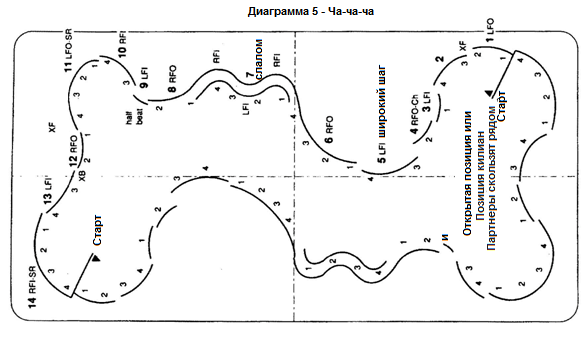 Диаграмма 5 - Ча-ча-ча
1 LFO
XF
2
3 LFI
4 RFO-Ch
5 LFI широкий шаг
6 RFO
7
слалом
RFI
LFI
8 RFO
9 LFI
half
beat
10 RFI
11 LFO-SR
XF
12 RFO
XB
13 LFI
14 RFI-SR
Старт
Старт
Открытая позиция или
Позиция килиан
Партнеры скользят рядом
и